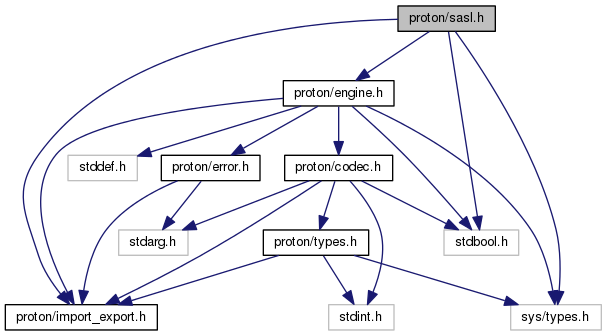 proton/sasl.h
proton/engine.h
stddef.h
proton/error.h
proton/codec.h
stdarg.h
proton/types.h
stdbool.h
proton/import_export.h
stdint.h
sys/types.h